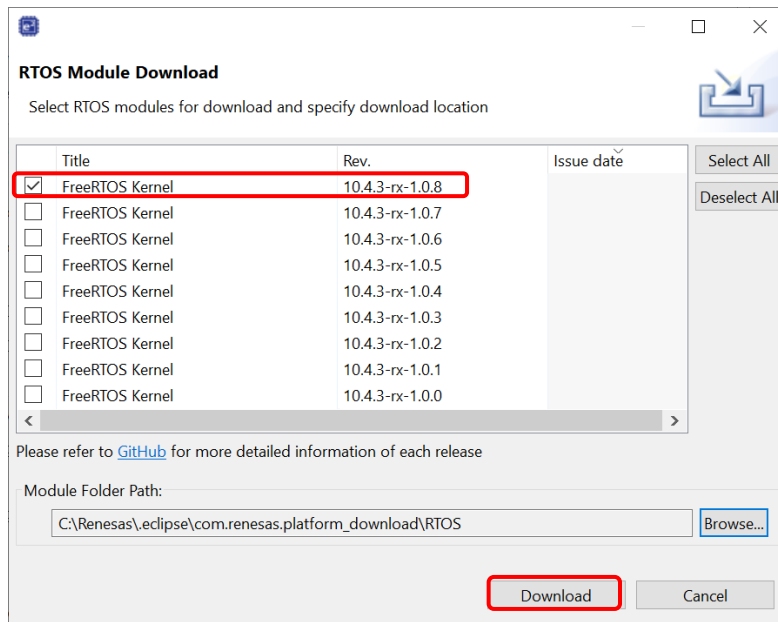 RTOS Module Download
Select RTOS modules for download and specify download location
Title Rev. Issue date
FreeRTOS Kernel 10.4.3-rx-1.0.8
FreeRTOS Kernel 10.4.3-rx-1.0.7
FreeRTOS Kernel 10.4.3-rx-1.0.6
FreeRTOS Kernel 10.4.3-rx-1.0.5
FreeRTOS Kernel 10.4.3-rx-1.0.4
FreeRTOS Kernel 10.4.3-rx-1.0.3
FreeRTOS Kernel 10.4.3-rx-1.0.2
FreeRTOS Kernel 10.4.3-rx-1.0.1
FreeRTOS Kernel 10.4.3-rx-1.0.0
Select All
Deselect All
Please refer to GitHub for more detailed information of each release
Module Folder Path:
C:\Renesas\.eclipse\com.renesas.platform_download\RTOS
Browse...
Download
Cancel